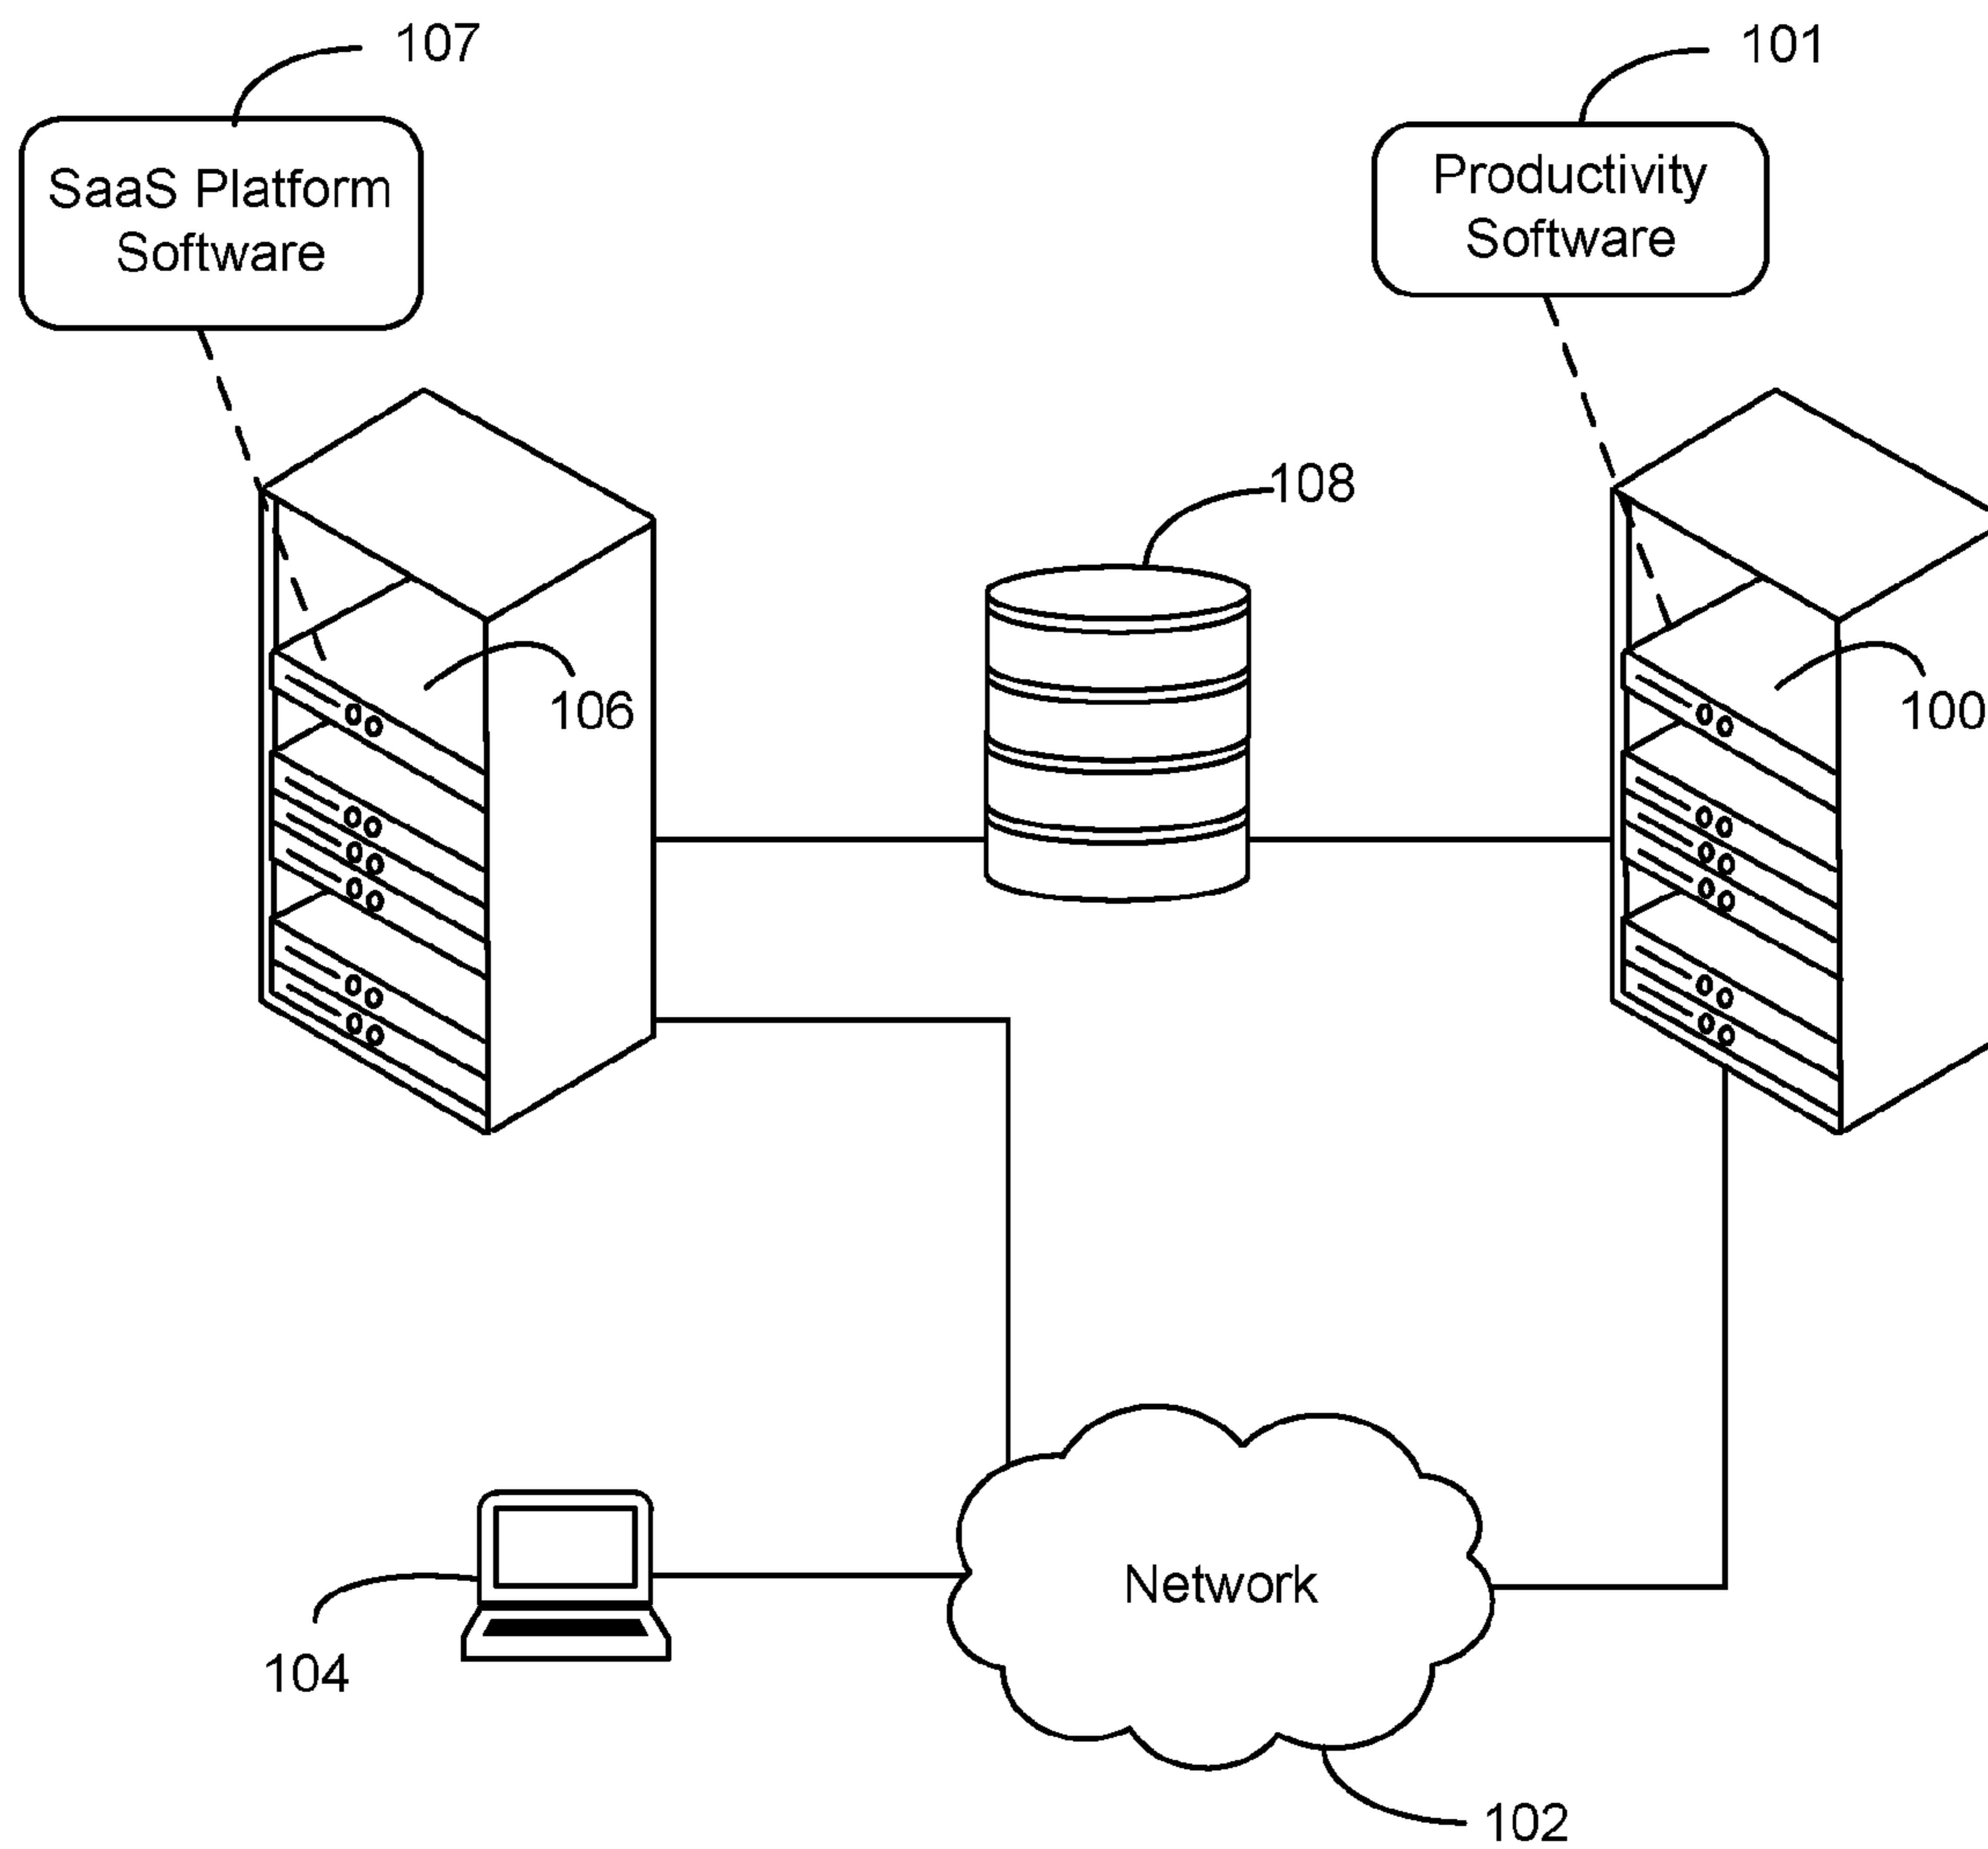 107
101
SaaS Platform
Software
Productivity
Software
108
106
100
Network
104
102